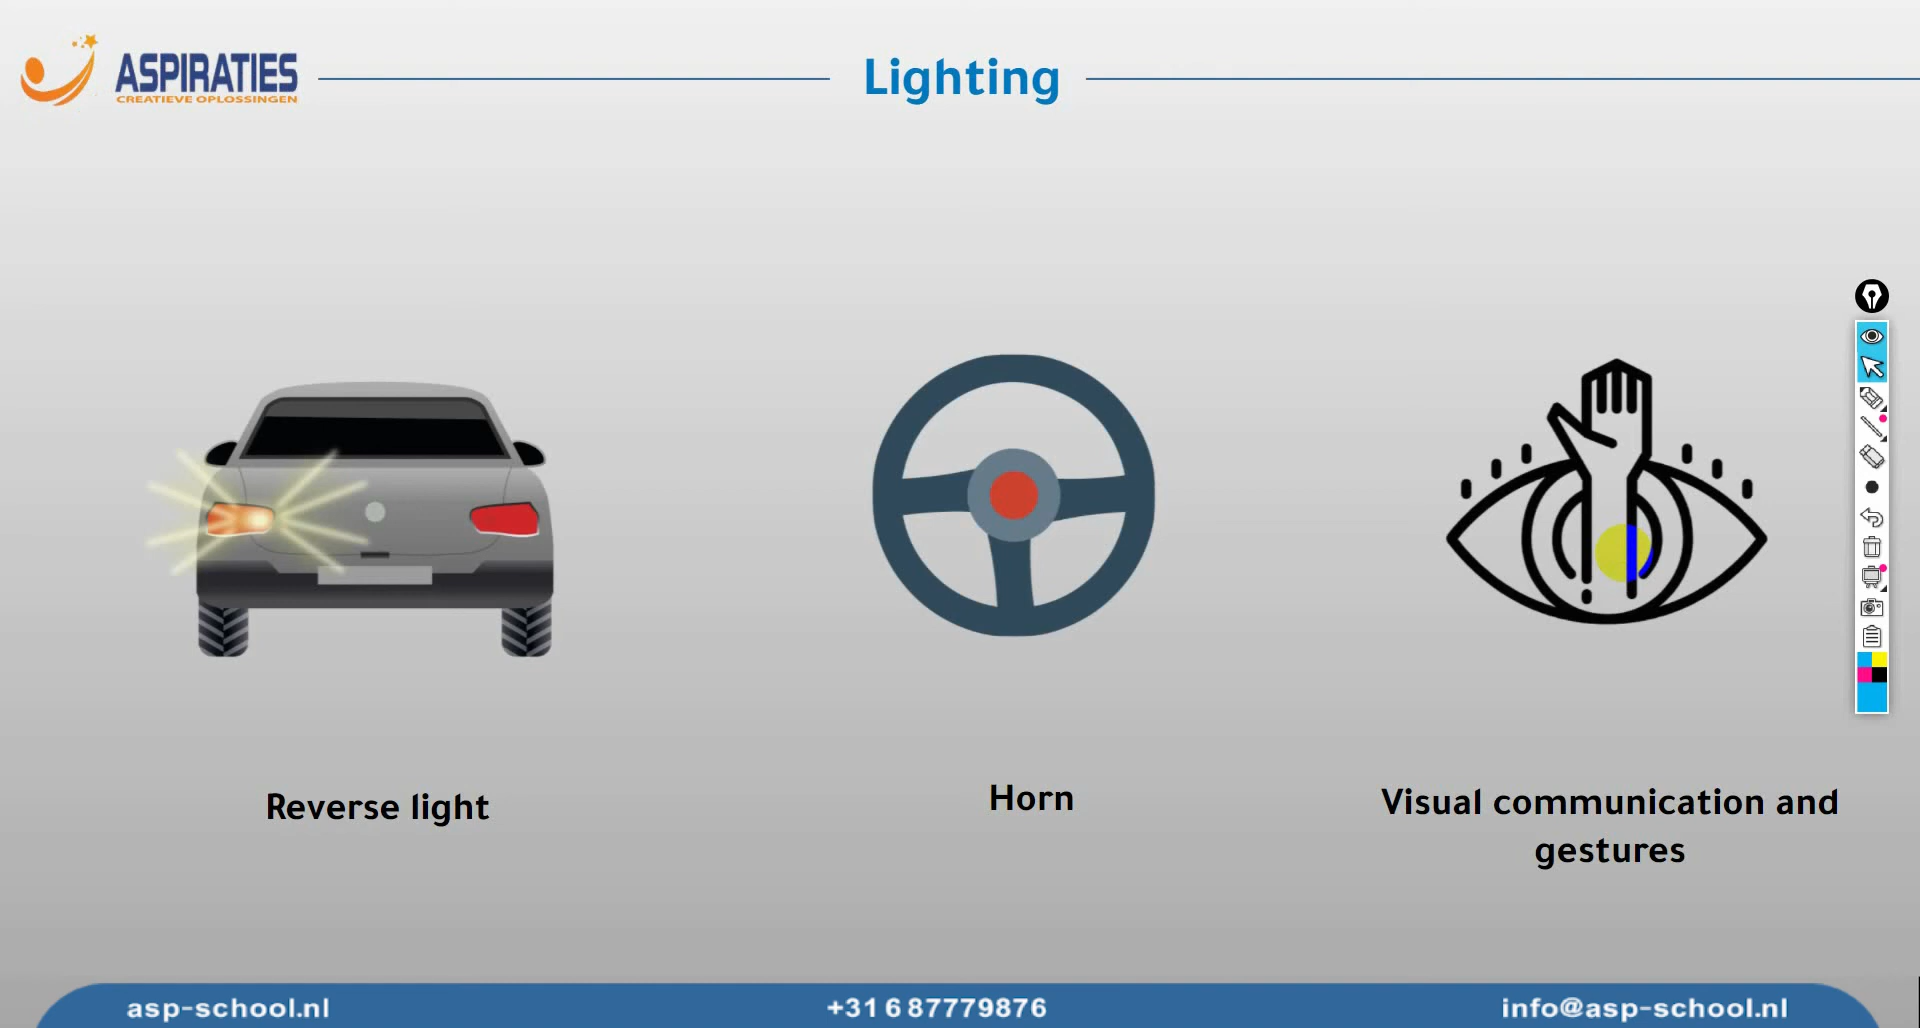 ASPIRATIES
CREATIEVE OPLOSSINGEN
Lighting
Reverse light
Horn
Visual communication and
gestures
asp-school.nl
+31 6 87779876
info@asp-school.nl